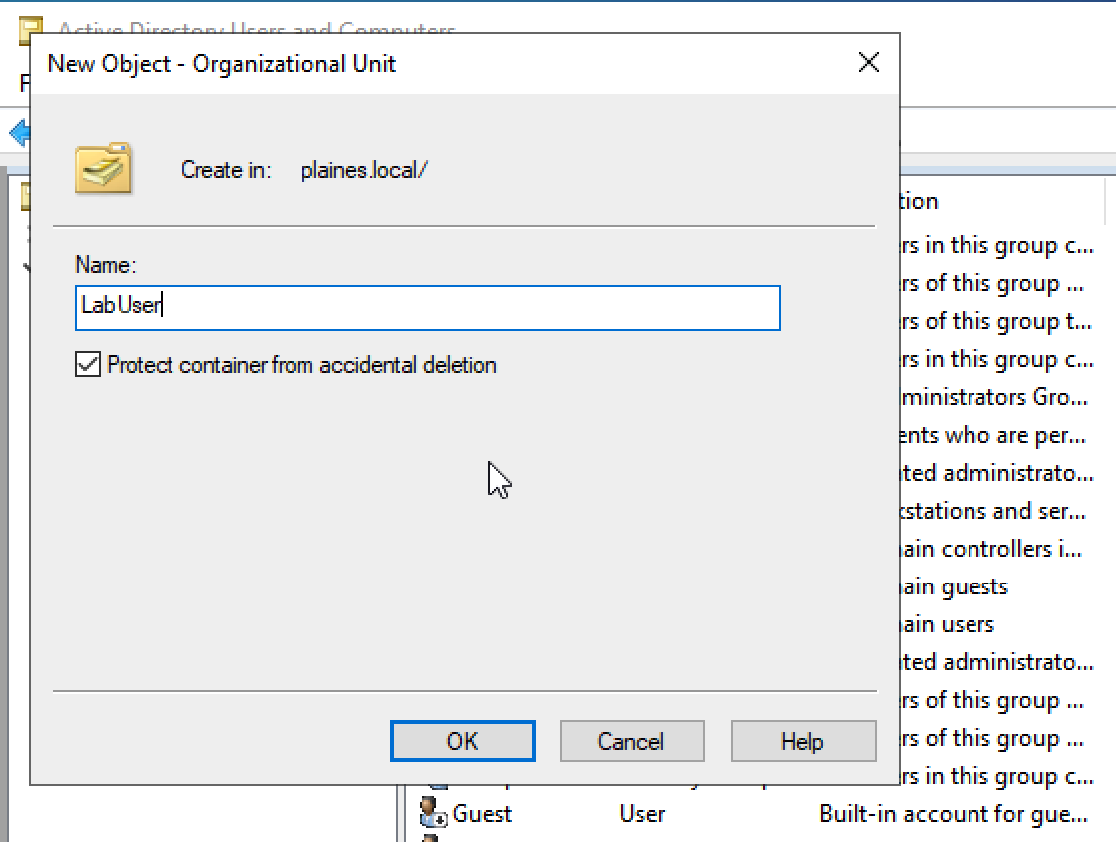 Active Directory Users and Computers
New Object - Organizational Unit
F
Create in: plaines.local/
tion
Name:
rs in this group c...
LabUser
rs of this group ...
rs of this group t...
Protect container from accidental deletion
rs in this group c...
ministrators Gro...
ents who are per...
ted administrato...
kstations and ser...
ain controllers i...
ain guests
ain users
ted administrato...
rs of this group ...
OK Cancel Help
rs of this group ...
rs in this group c...
Guest User Built-in account for gue...